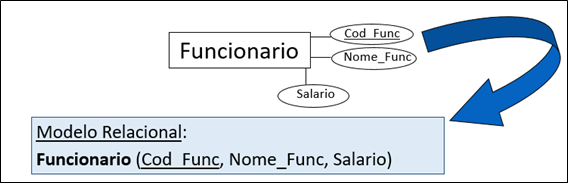 Funcionario
Cod_Func
Nome_Func
Salario
Modelo Relacional:
Funcionario (Cod_Func, Nome_Func, Salario)